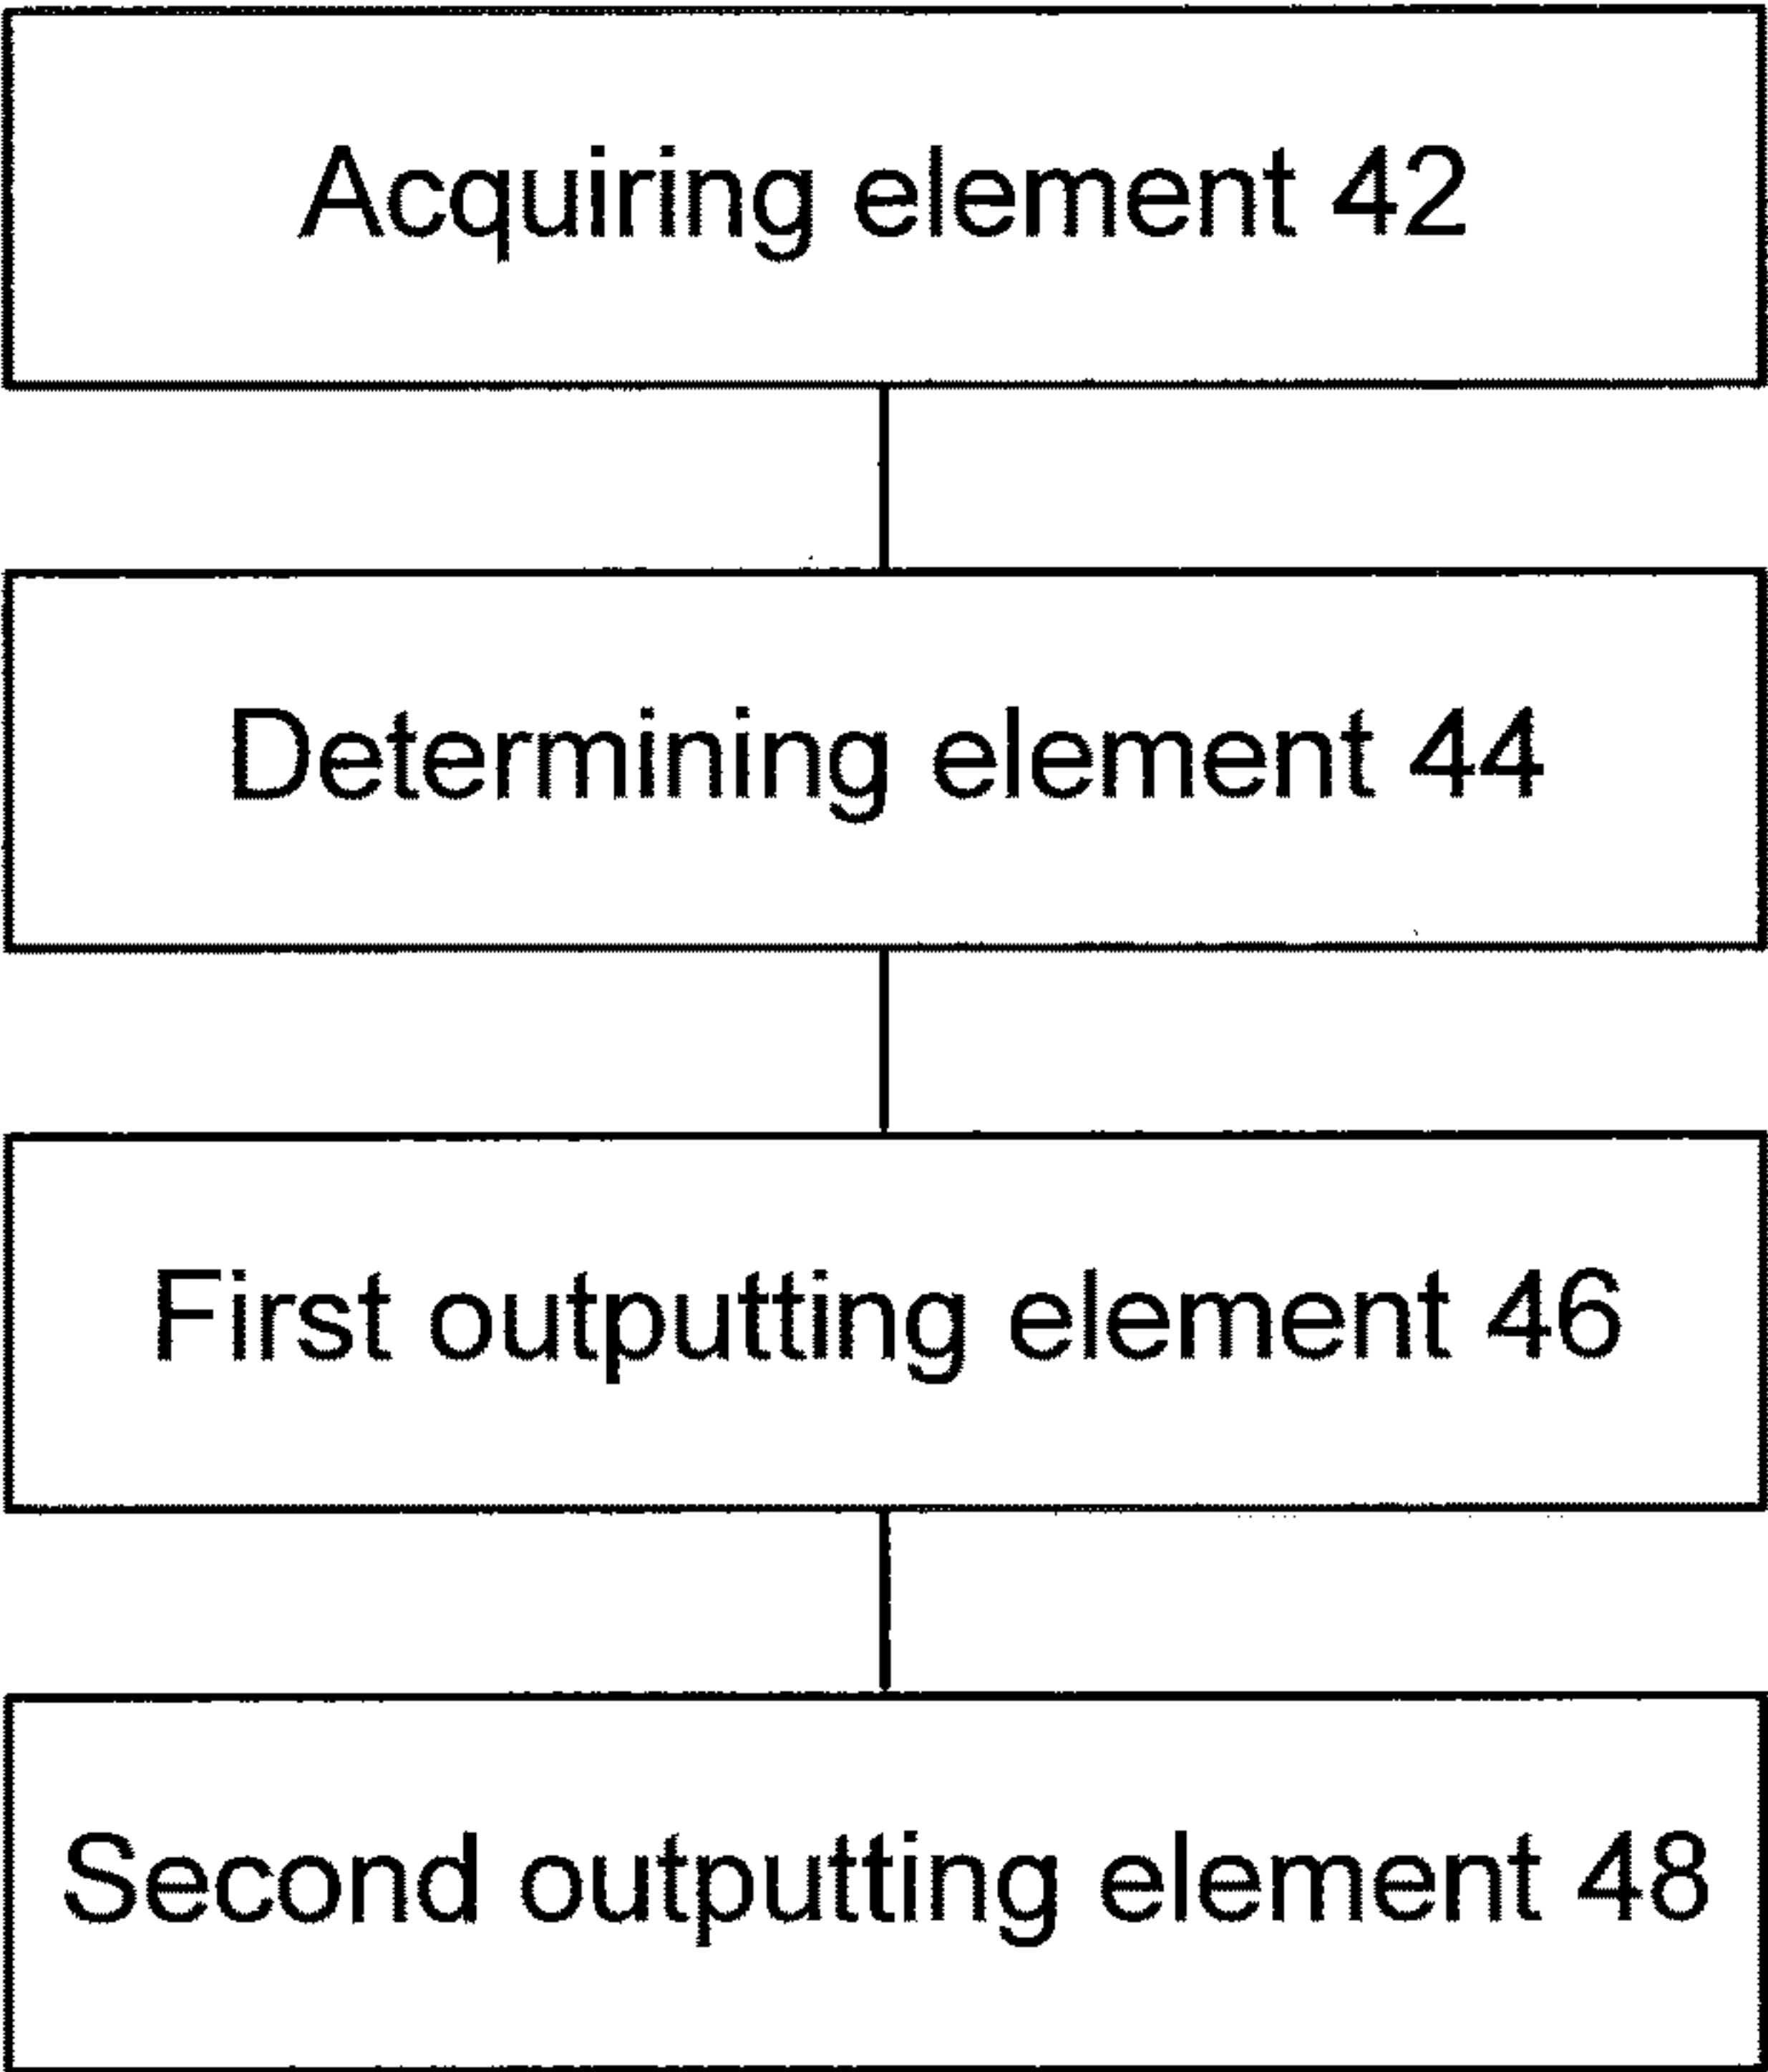 Acquiring element 42
Determining element 44
First outputting element 46
Second outputting element 48